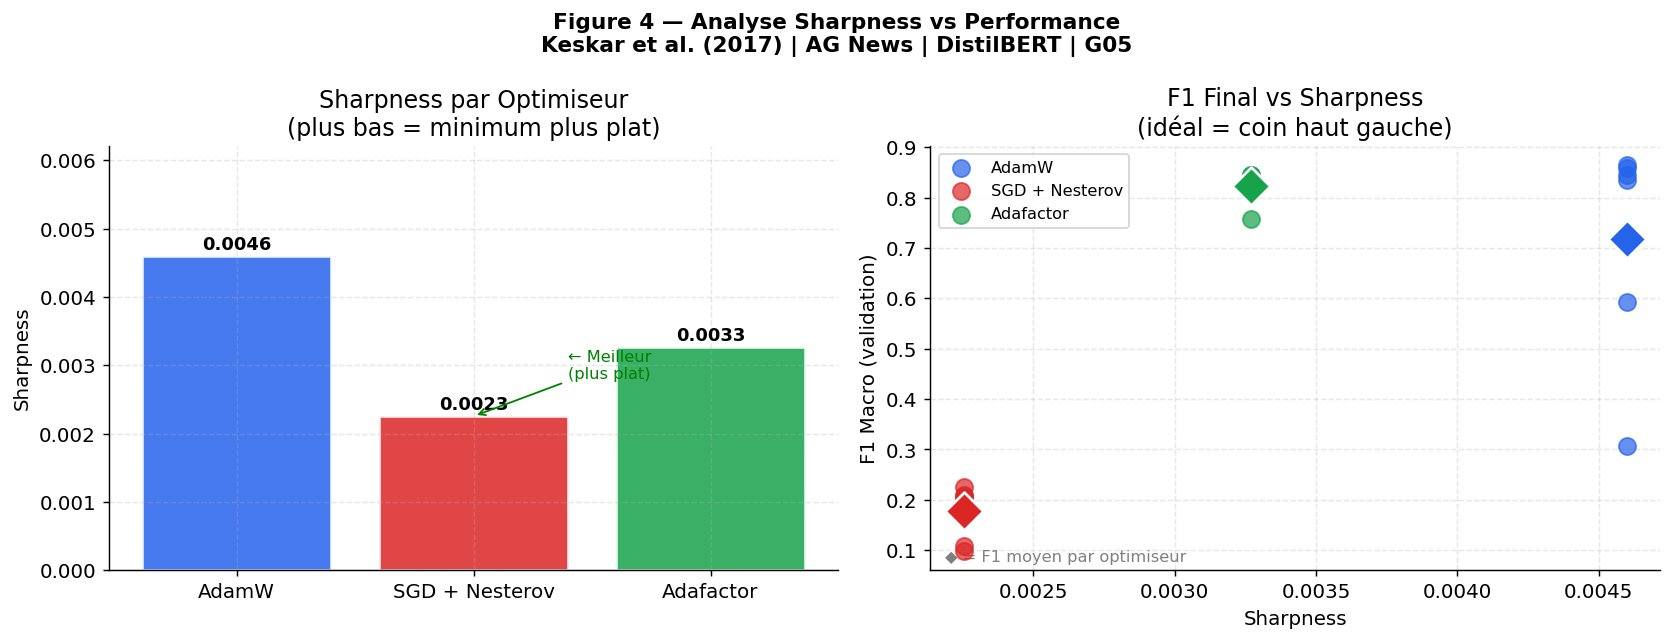 Figure 4 — Analyse Sharpness vs Performance
Keskar et al. (2017) | AG News | DistilBERT | G05
Sharpness par Optimiseur
(plus bas = minimum plus plat)
Sharpness
0.006
0.005
0.004
0.003
0.002
0.001
0.000
0.0046
0.0023
0.0033
← Meilleur
(plus plat)
AdamW
SGD + Nesterov
Adafactor
F1 Final vs Sharpness
(idéal = coin haut gauche)
F1 Macro (validation)
0.9
0.8
0.7
0.6
0.5
0.4
0.3
0.2
0.1
AdamW
SGD + Nesterov
Adafactor
◆ = F1 moyen par optimiseur
0.0025
0.0030
0.0035
0.0040
0.0045
Sharpness